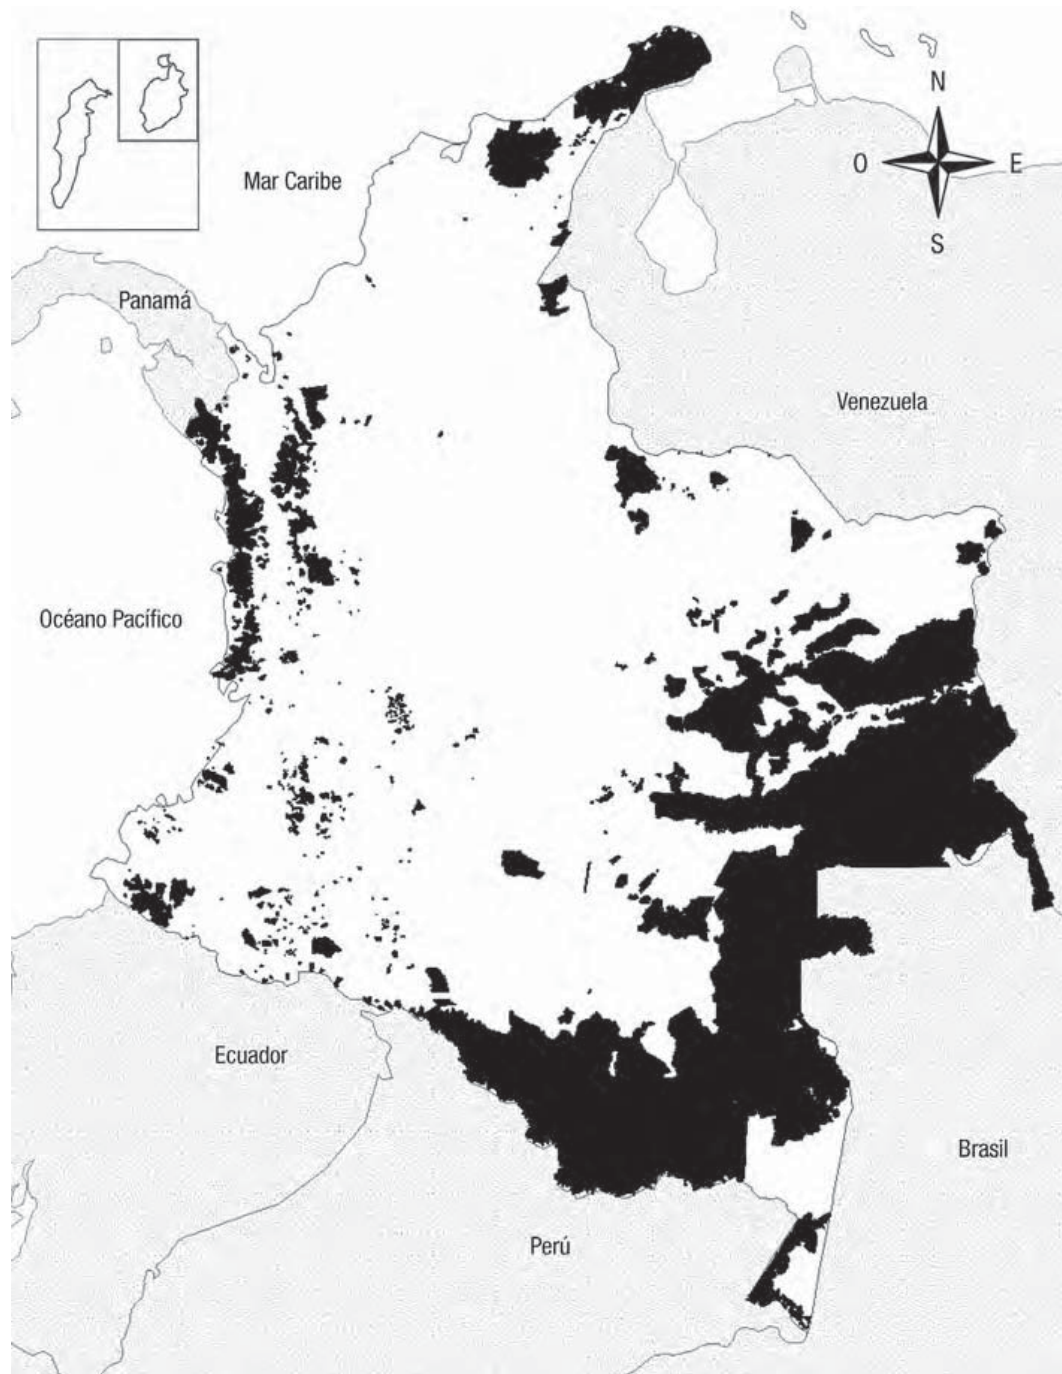 N
O
E
S
Mar Caribe
Panamá
Venezuela
Océano Pacífico
Ecuador
Brasil
Perú